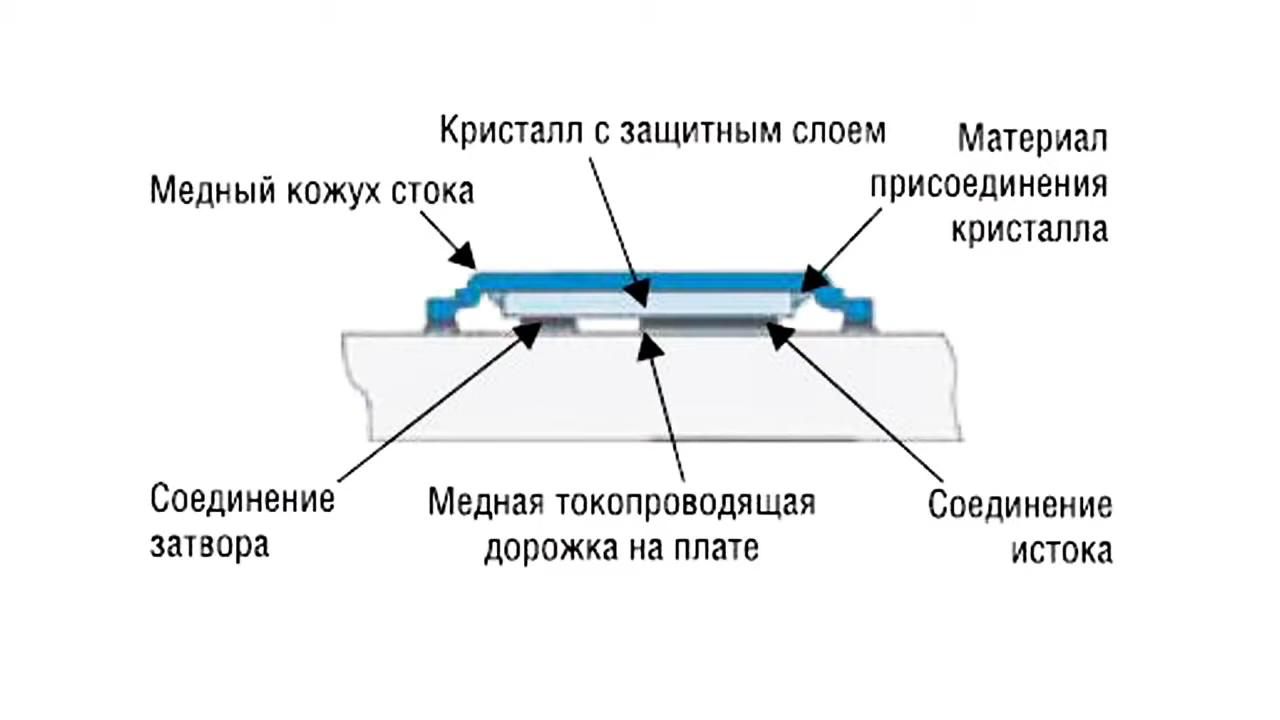 Кристалл с защитным слоем
Материал
присоединения
кристалла
Медный кожух стока
Соединение
затвора
Медная токопроводящая
дорожка на плате
Соединение
истока